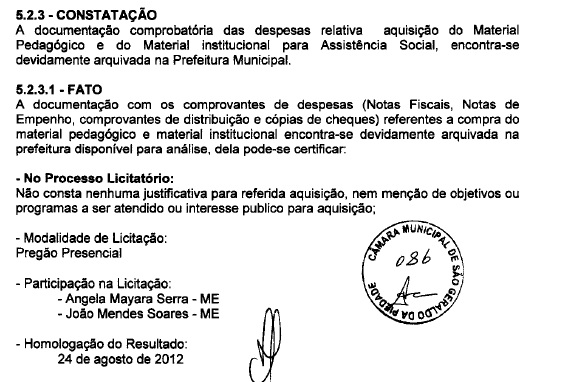 5.2.3 - CONSTATAÇÃO
A documentação comprobatória das despesas relativa aquisição do Material
Pedagógico e do Material institucional para Assistência Social, encontra-se
devidamente arquivada na Prefeitura Municipal.
5.2.3.1 - FATO
A documentação com os comprovantes de despesas (Notas Fiscais, Notas de
Empenho, comprovantes de distribuição e cópias de cheques) referentes a compra do
material pedagógico e material institucional encontra-se devidamente arquivada na
prefeitura disponível para análise, dela pode-se certificar:
- No Processo Licitatório:
Não consta nenhuma justificativa para referida aquisição, nem menção de objetivos ou
programas a ser atendido ou interesse publico para aquisição;
- Modalidade de Licitação:
Pregão Presencial
- Participação na Licitação:
- Angela Mayara Serra - ME
- João Mendes Soares - ME
- Homologação do Resultado:
24 de agosto de 2012
CÂMARA MUNICIPAL DE SÃO GERALDO DA PIEDADE
086